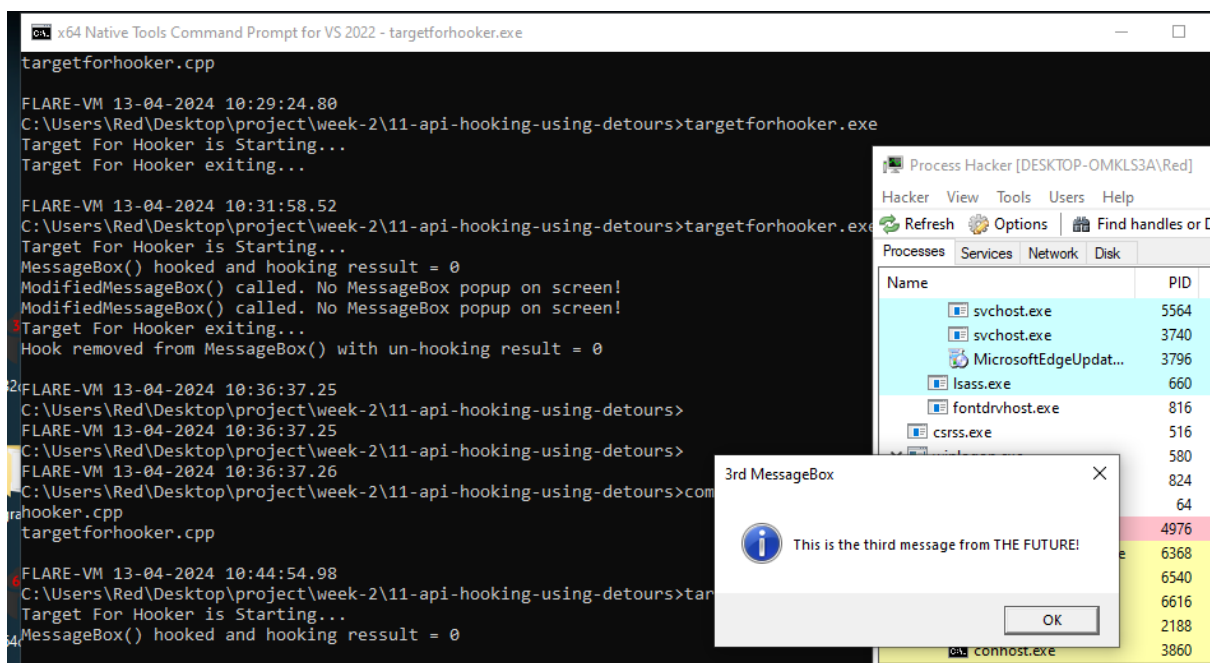 x64 Native Tools Command Prompt for VS 2022 - targetforhooker.exe
targetforhooker.cpp
FLARE-VM 13-04-2024 10:29:24.80
C:\Users\Red\Desktop\project\week-2\11-api-hooking-using-detours>targetforhooker.exe
Target For Hooker is Starting...
Target For Hooker exiting...
FLARE-VM 13-04-2024 10:31:58.52
C:\Users\Red\Desktop\project\week-2\11-api-hooking-using-detours>targetforhooker.exe
Target For Hooker is Starting...
MessageBox() hooked and hooking ressult = 0
ModifiedMessageBox() called. No MessageBox popup on screen!
ModifiedMessageBox() called. No MessageBox popup on screen!
Target For Hooker exiting...
Hook removed from MessageBox() with un-hooking result = 0
FLARE-VM 13-04-2024 10:36:37.25
C:\Users\Red\Desktop\project\week-2\11-api-hooking-using-detours>
FLARE-VM 13-04-2024 10:36:37.25
C:\Users\Red\Desktop\project\week-2\11-api-hooking-using-detours>
FLARE-VM 13-04-2024 10:36:37.26
C:\Users\Red\Desktop\project\week-2\11-api-hooking-using-detours>com
hooker.cpp
targetforhooker.cpp
FLARE-VM 13-04-2024 10:44:54.98
C:\Users\Red\Desktop\project\week-2\11-api-hooking-using-detours>tar
Target For Hooker is Starting...
MessageBox() hooked and hooking ressult = 0
Process Hacker [DESKTOP-OMKLS3A\Red]
Hacker View Tools Users Help
Refresh Options Find handles or D
Processes Services Network Disk
Name PID
svchost.exe 5564
svchost.exe 3740
MicrosoftEdgeUpdat... 3796
lsass.exe 660
fontdrvhost.exe 816
csrss.exe 516
580
824
64
4976
6368
6540
6616
2188
conhost.exe 3860
3rd MessageBox
This is the third message from THE FUTURE!
OK